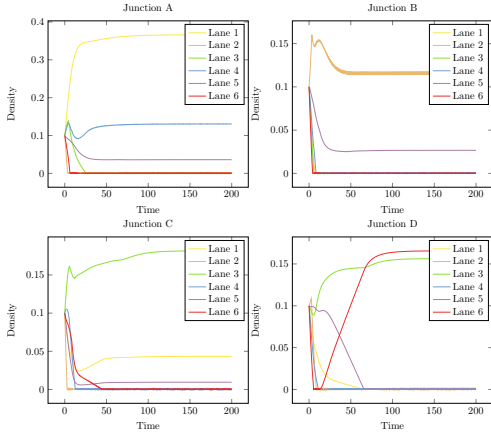 Junction A
Density
0.4
0.3
0.2
0.1
0
0
50
100
150
200
Time
Lane 1
Lane 2
Lane 3
Lane 4
Lane 5
Lane 6
Junction B
Density
0.15
0.1
0.05
0
0
50
100
150
200
Time
Lane 1
Lane 2
Lane 3
Lane 4
Lane 5
Lane 6
Junction C
Density
0.15
0.1
0.05
0
0
50
100
150
200
Time
Lane 1
Lane 2
Lane 3
Lane 4
Lane 5
Lane 6
Junction D
Density
0.15
0.1
0.05
0
0
50
100
150
200
Time
Lane 1
Lane 2
Lane 3
Lane 4
Lane 5
Lane 6